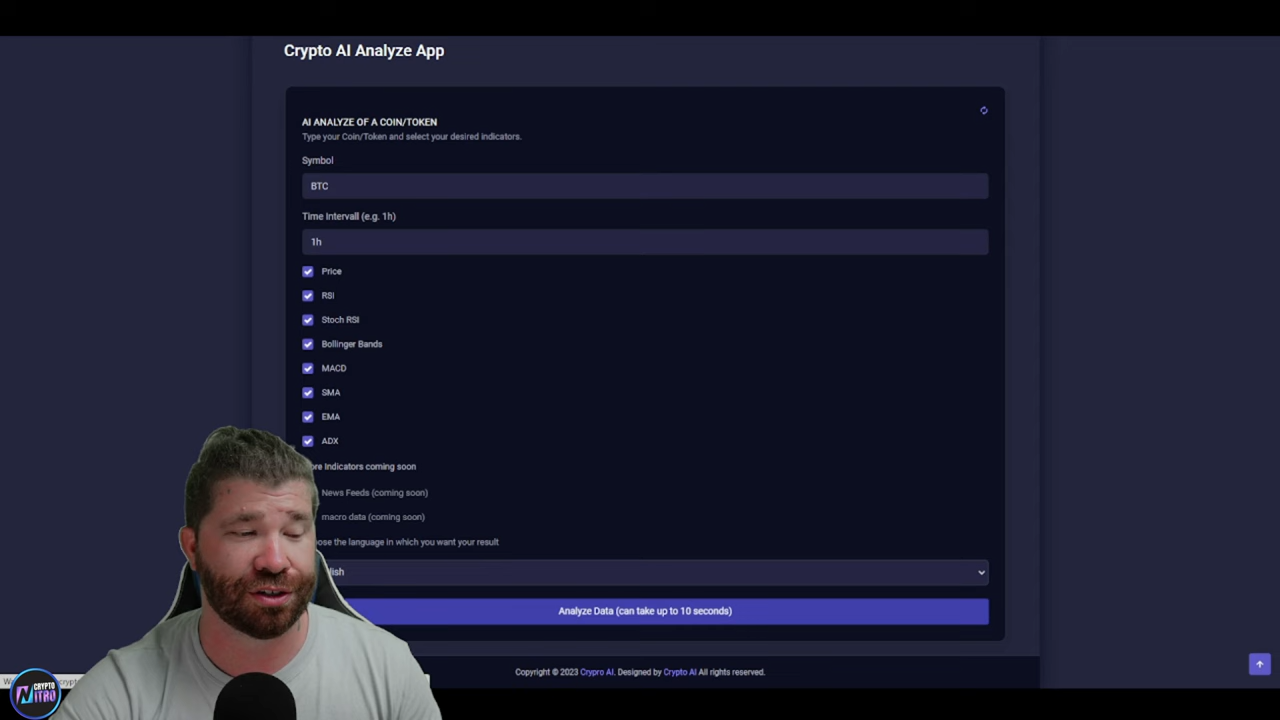 Crypto AI Analyze App
AI ANALYZE OF A COIN/TOKEN
Type your Coin/Token and select your desired indicators.
Symbol
BTC
Time Intervall (e.g. 1h)
1h
Price
RSI
Stoch RSI
Bollinger Bands
MACD
SMA
EMA
ADX
Indicators coming soon
News Feeds (coming soon)
macro data (coming soon)
the language in which you want your result
Analyze Data (can take up to 10 seconds)
Copyright © 2023 Crypro AI. Designed by Crypto AI All rights reserved.
CRYPTO
NITRO